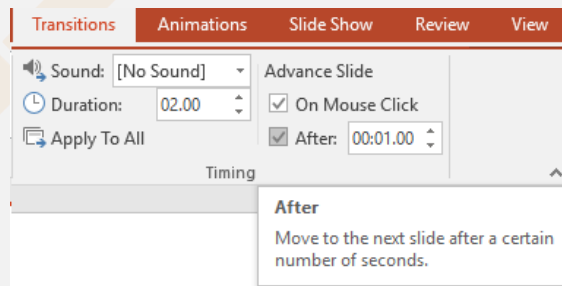 Transitions Animations Slide Show Review View
Sound: [No Sound] Advance Slide
Duration: 02.00 On Mouse Click
Apply To All After: 00:01.00
Timing
After
Move to the next slide after a certain
number of seconds.